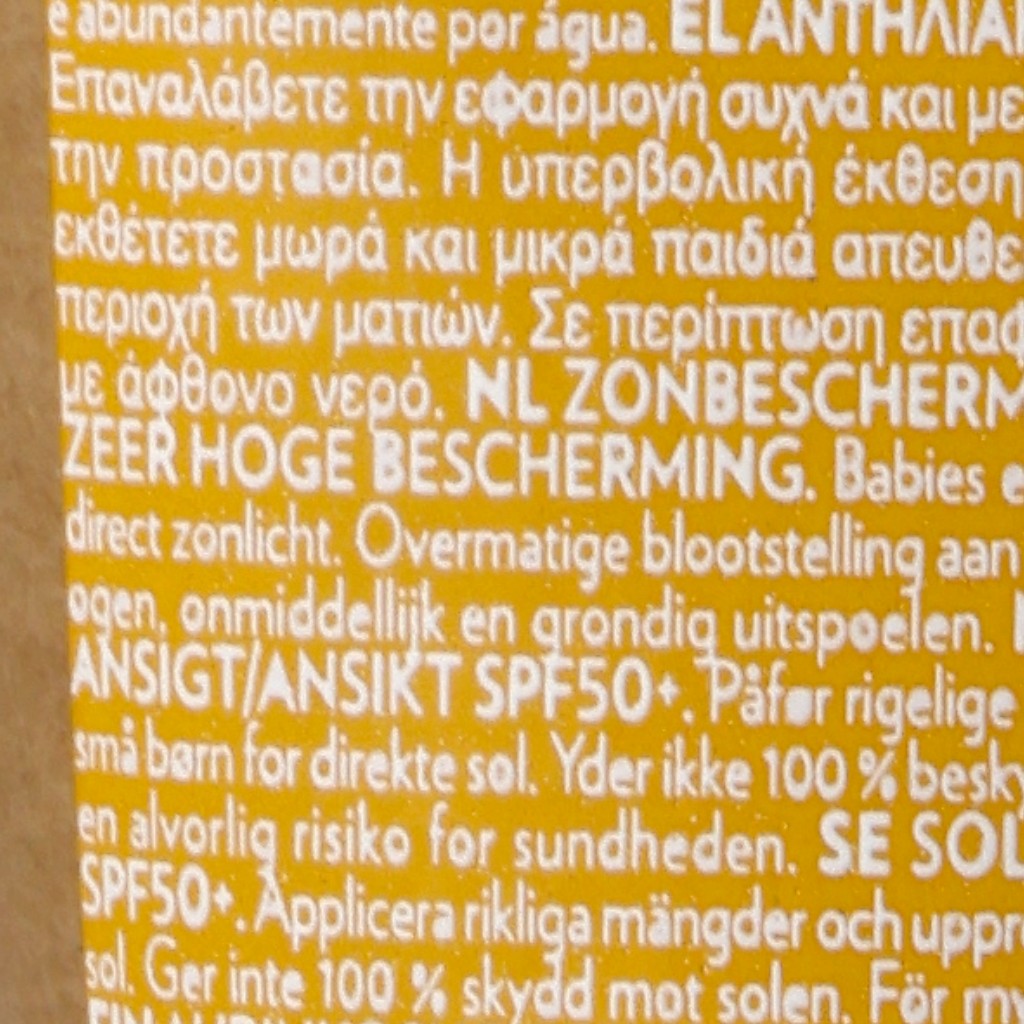 e abundantemente por água. EL ΑΝΤΗΛΙΑ
Επαναλάβετε την εφαρμογή συχνά και με
την προστασία. Η υπερβολική έκθεση
εκθέτετε μωρά και μικρά παιδιά απευθε
περιοχή των ματιών. Σε περίπτωση επαφ
με άφθονο νερό. NL ZONBESCHERM
ZEER HOGE BESCHERMING. Babies e
direct zonlicht. Overmatige blootstelling aan
ogen, onmiddellijk en grondig uitspoelen.
ANSIGT/ANSIKT SPF50+. Påfør rigelige
små børn for direkte sol. Yder ikke 100 % besky
en alvorlig risiko for sundheden. SE SOL
SPF50+. Applicera rikliga mängder och uppr
sol. Ger inte 100 % skydd mot solen. För my